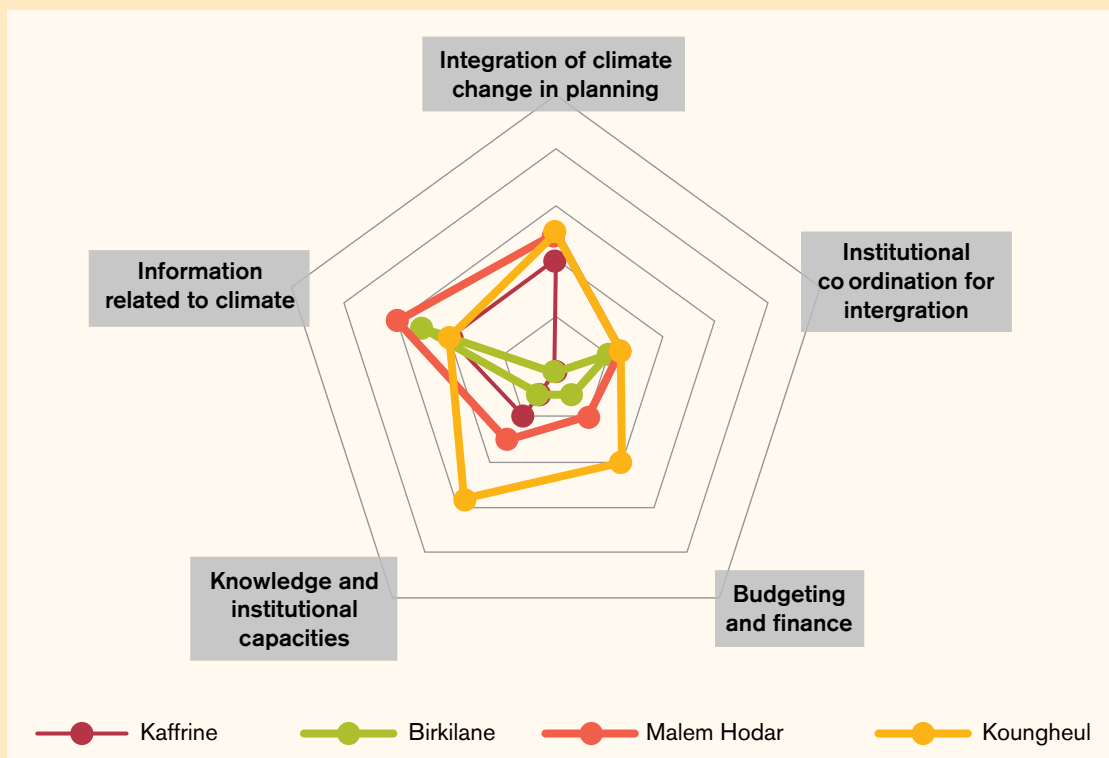 Integration of climate
change in planning
Institutional
co ordination for
intergration
Information
related to climate
Knowledge and
institutional
capacities
Budgeting
and finance
Kaffrine
Birkilane
Malem Hodar
Koungheul